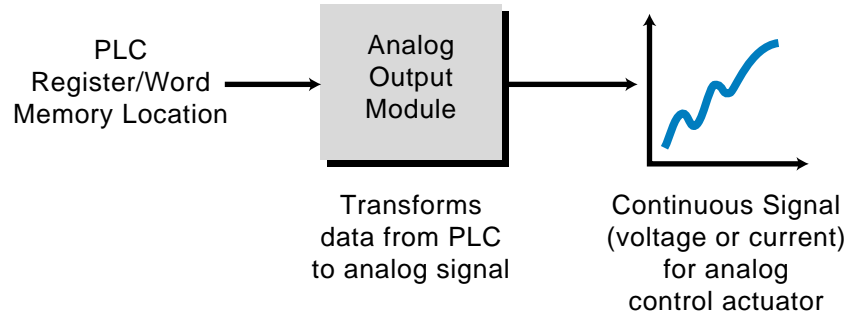 PLC
Register/Word
Memory Location
Analog
Output
Module
Transforms
data from PLC
to analog signal
Continuous Signal
(voltage or current)
for analog
control actuator